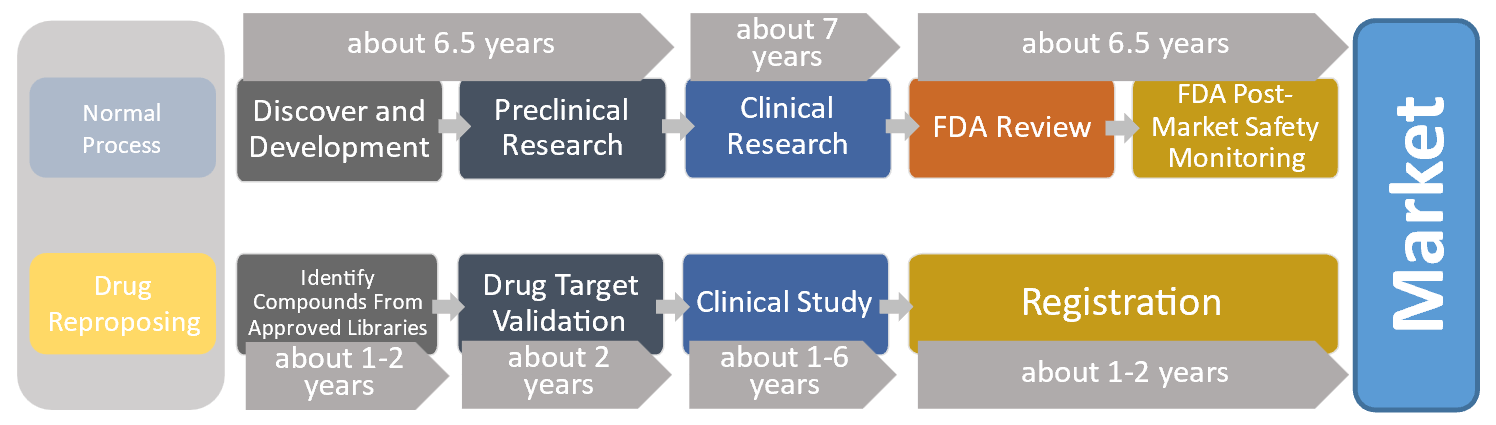 about 6.5 years
about 7
years
about 6.5 years
Normal
Process
Discover and
Development
Preclinical
Research
Clinical
Research
FDA Review
FDA Post-
Market Safety
Monitoring
Drug
Reproposing
Identify
Compounds From
Approved Libraries
Drug Target
Validation
Clinical Study
Registration
about 1-2
years
about 2
years
about 1-6
years
about 1-2 years
Market